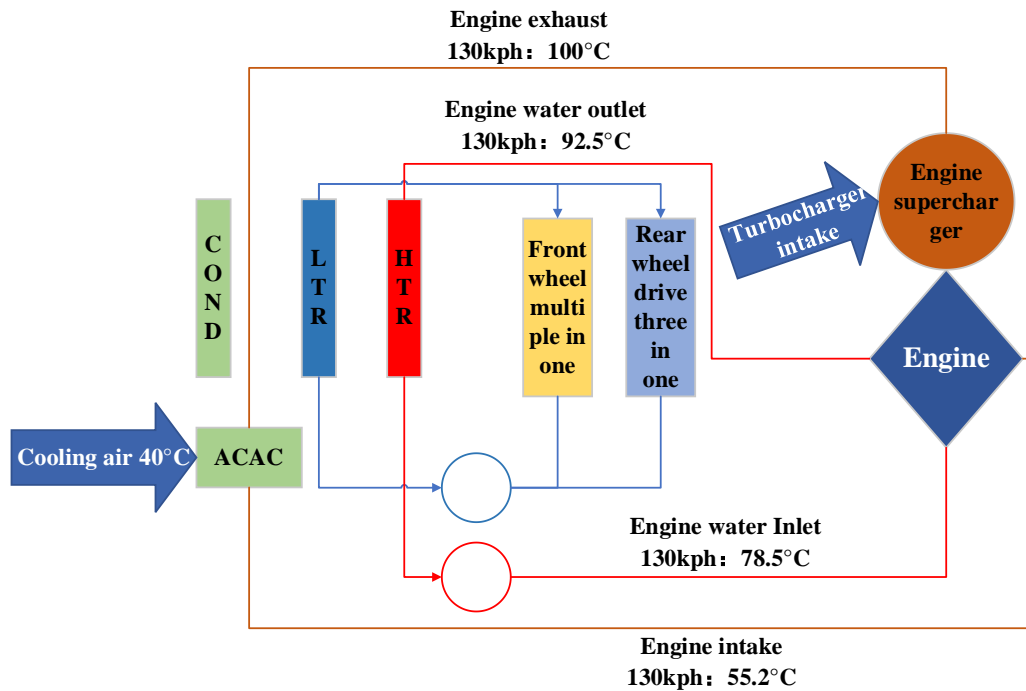 Engine exhaust
130kph：100°C
Engine water outlet
130kph：92.5°C
C
O
N
D
L
T
R
H
T
R
Front
wheel
multi
ple in
one
Rear
wheel
drive
three
in
one
Turbocharger
intake
Engine
superchar
ger
Engine
Cooling air 40°C
ACAC
Engine water Inlet
130kph：78.5°C
Engine intake
130kph：55.2°C